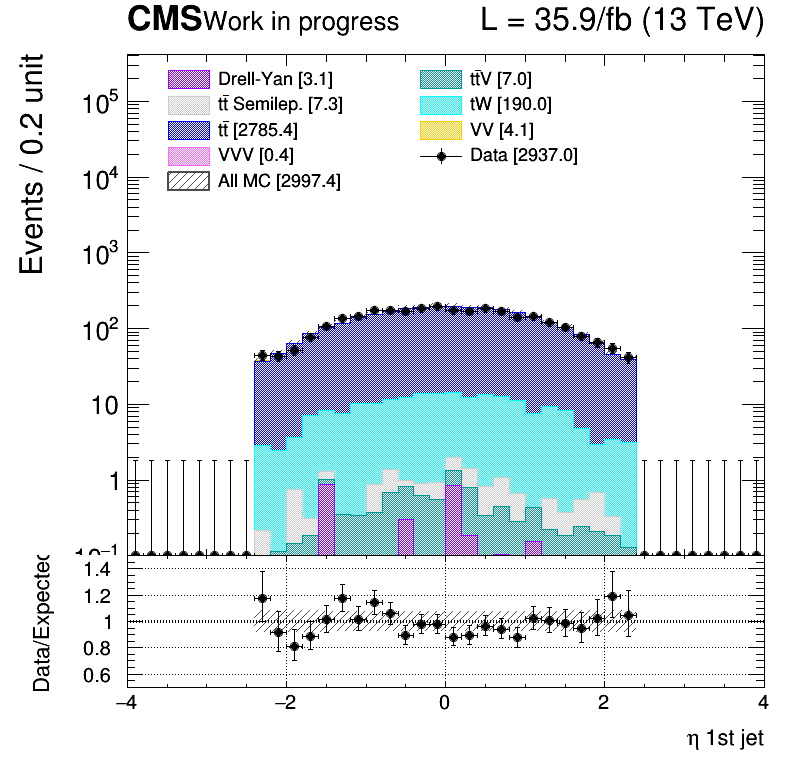 CMS Work in progress L = 35.9/fb (13 TeV)
Events / 0.2 unit
Drell-Yan [3.1] tt̄V [7.0]
tt̄ Semilep. [7.3] tW [190.0]
tt̄ [2785.4] VV [4.1]
VVV [0.4] Data [2937.0]
All MC [2997.4]
10⁵
10⁴
10³
10²
10
1
10⁻¹
Data/Expected
1.4
1.2
1
0.8
0.6
−4 −2 0 2 4
η 1st jet